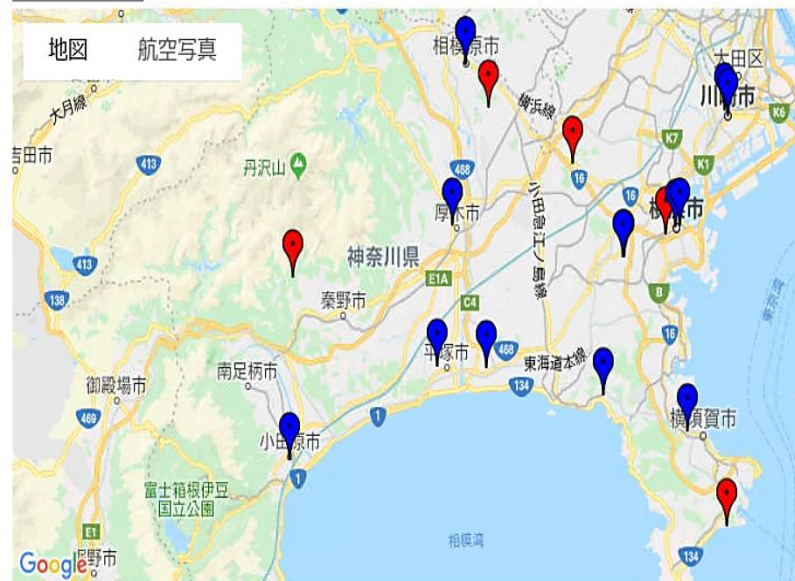 地図
航空写真
相模原市
大田区
川崎市
K6
K7
K1
大月線
吉田市
413
丹沢山
横浜線
468
16
16
厚木市
小田急江ノ島線
神奈川県
413
138
E1A
C4
B
東京湾
秦野市
16
平塚市
468
東海道本線
南足柄市
134
御殿場市
1
469
横須賀市
小田原市
1
富士箱根伊豆
国立公園
E1
相模湾
134
Google